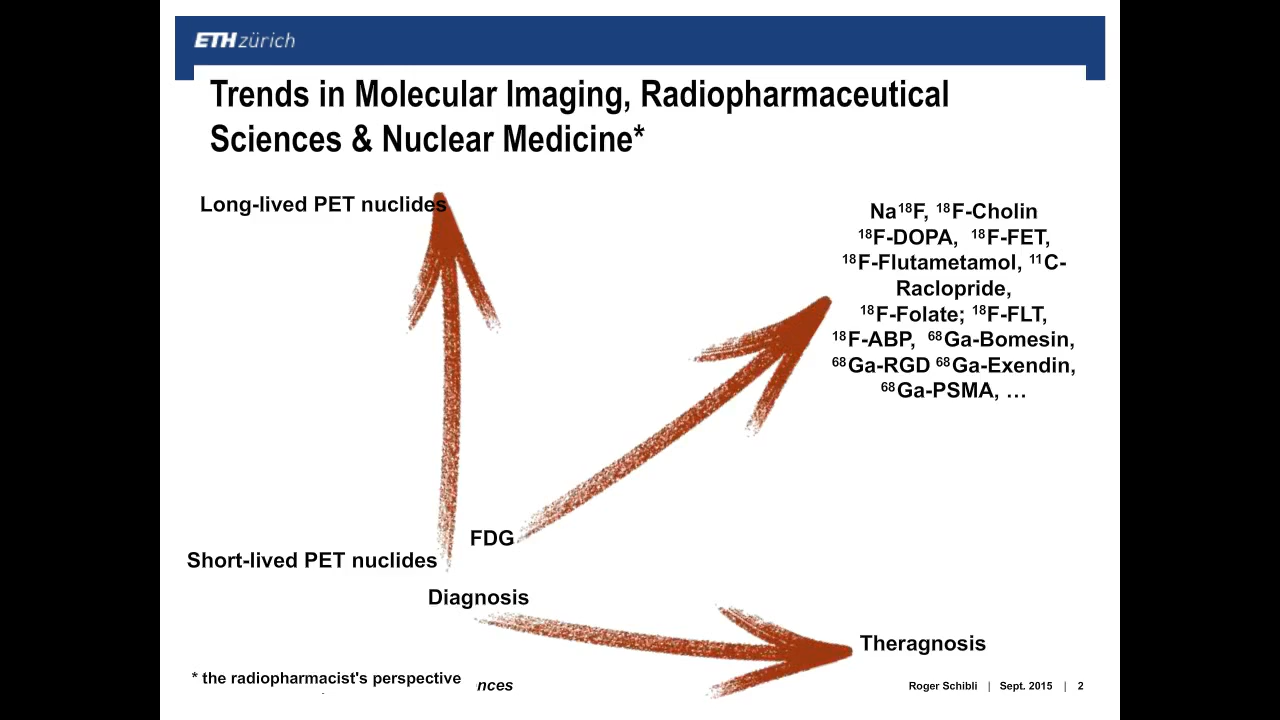 ETH zürich
Trends in Molecular Imaging, Radiopharmaceutical
Sciences & Nuclear Medicine*
Long-lived PET nuclides
Na¹⁸F, ¹⁸F-Cholin
¹⁸F-DOPA, ¹⁸F-FET,
¹⁸F-Flutametamol, ¹¹C-
Raclopride,
¹⁸F-Folate; ¹⁸F-FLT,
¹⁸F-ABP, ⁶⁸Ga-Bomesin,
⁶⁸Ga-RGD ⁶⁸Ga-Exendin,
⁶⁸Ga-PSMA, …
FDG
Short-lived PET nuclides
Diagnosis
Theragnosis
* the radiopharmacist's perspective
nces
Roger Schibli | Sept. 2015 | 2